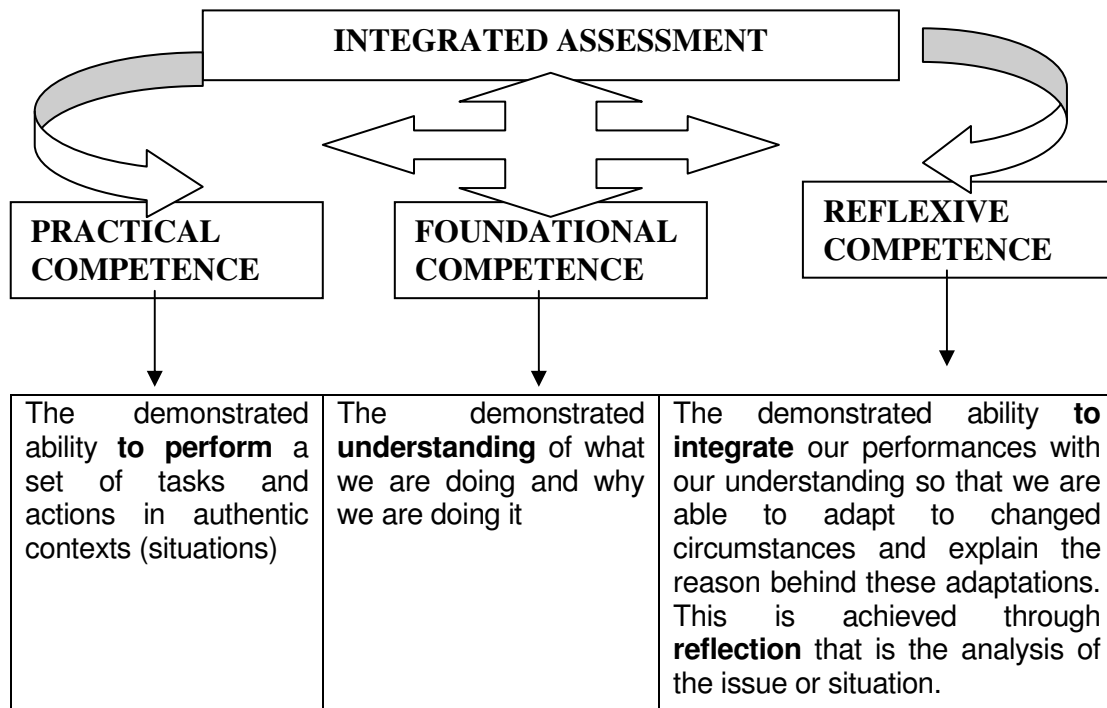 INTEGRATED ASSESSMENT
PRACTICAL
COMPETENCE
FOUNDATIONAL
COMPETENCE
REFLEXIVE
COMPETENCE
The demonstrated
ability to perform a
set of tasks and
actions in authentic
contexts (situations)
The demonstrated
understanding of what
we are doing and why
we are doing it
The demonstrated ability to
integrate our performances with
our understanding so that we are
able to adapt to changed
circumstances and explain the
reason behind these adaptations.
This is achieved through
reflection that is the analysis of
the issue or situation.